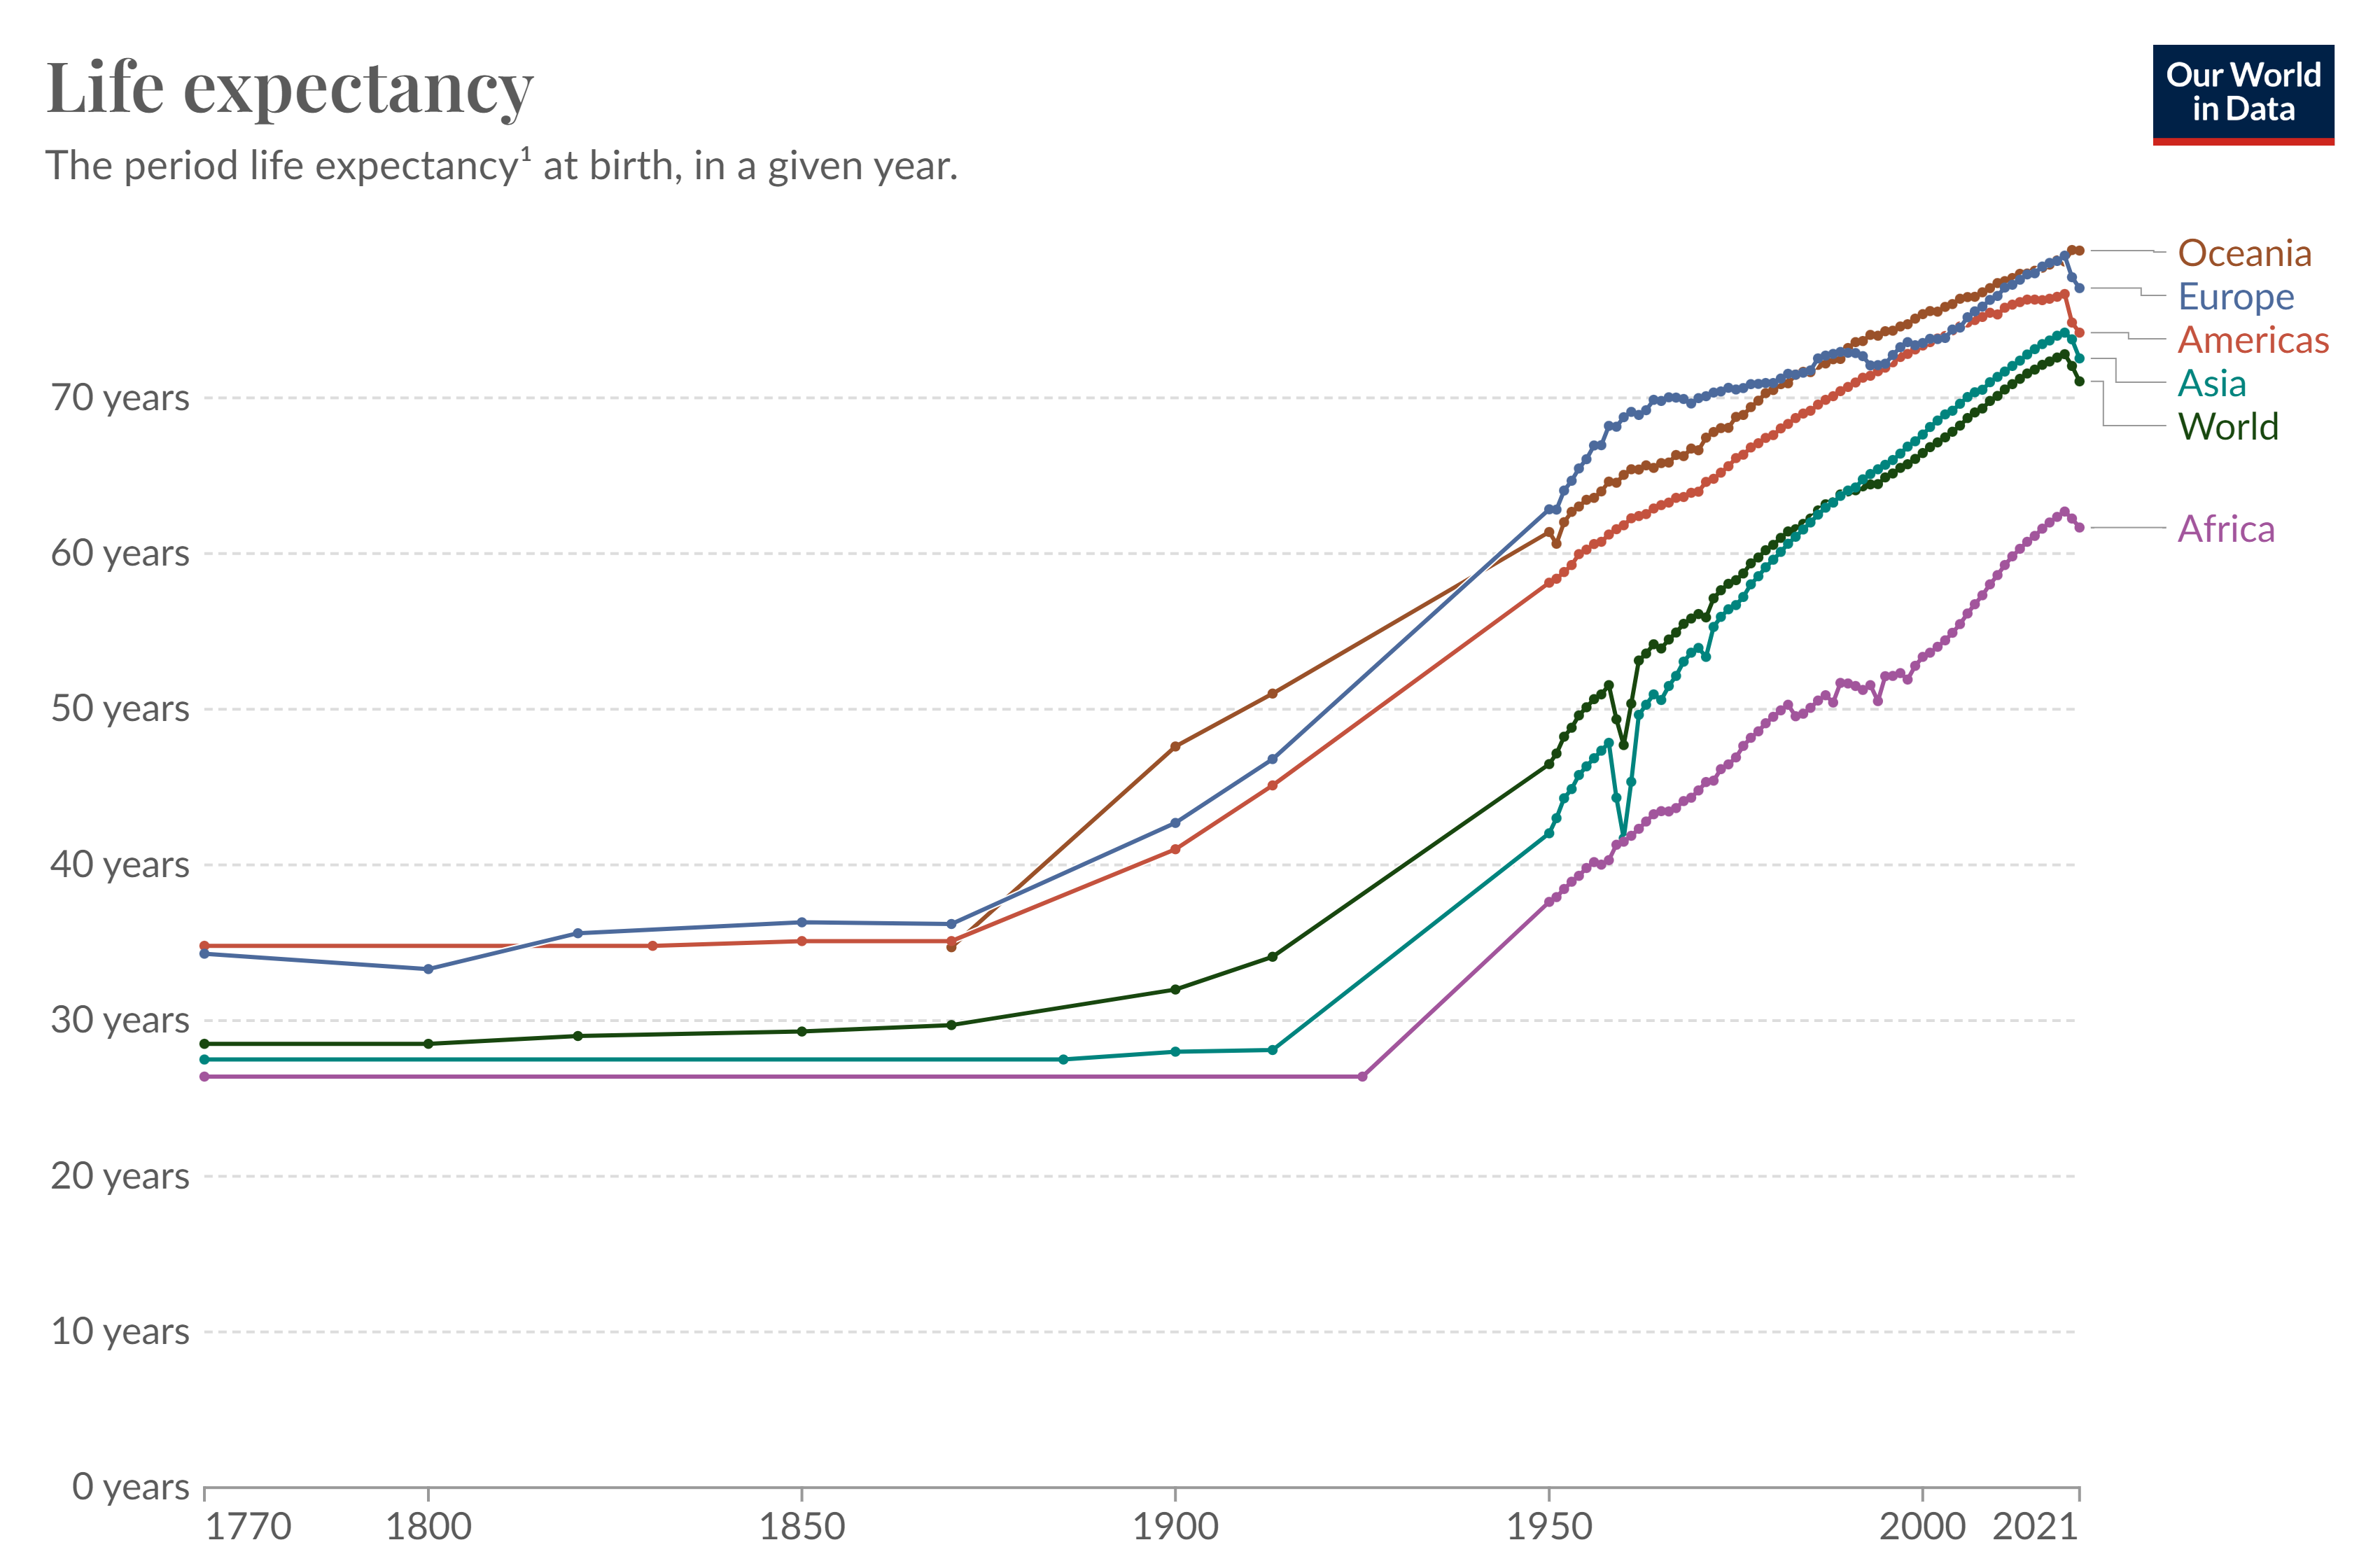 Life expectancy
The period life expectancy¹ at birth, in a given year.
Our World
in Data
Oceania
Europe
Americas
Asia
World
Africa
70 years
60 years
50 years
40 years
30 years
20 years
10 years
0 years
1770 1800 1850 1900 1950 2000 2021